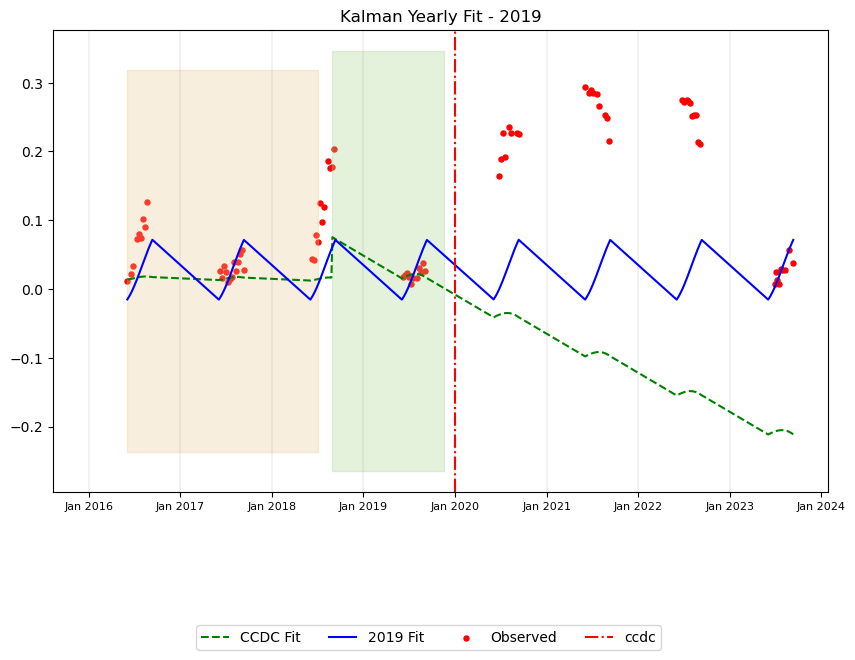 Kalman Yearly Fit - 2019
0.3
0.2
0.1
0.0
−0.1
−0.2
Jan 2016 Jan 2017 Jan 2018 Jan 2019 Jan 2020 Jan 2021 Jan 2022 Jan 2023 Jan 2024
CCDC Fit 2019 Fit Observed ccdc